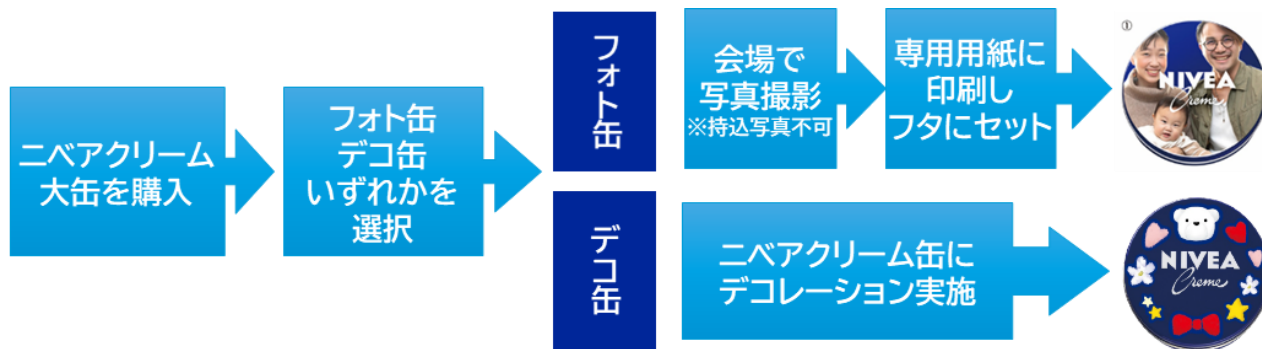 ニベアクリーム
大缶を購入
フォト缶
デコ缶
いずれかを
選択
フォト缶
会場で
写真撮影
※持込写真不可
専用用紙に
印刷し
フタにセット
①
NIVEA
Creme
デコ缶
ニベアクリーム缶に
デコレーション実施
NIVEA
Creme